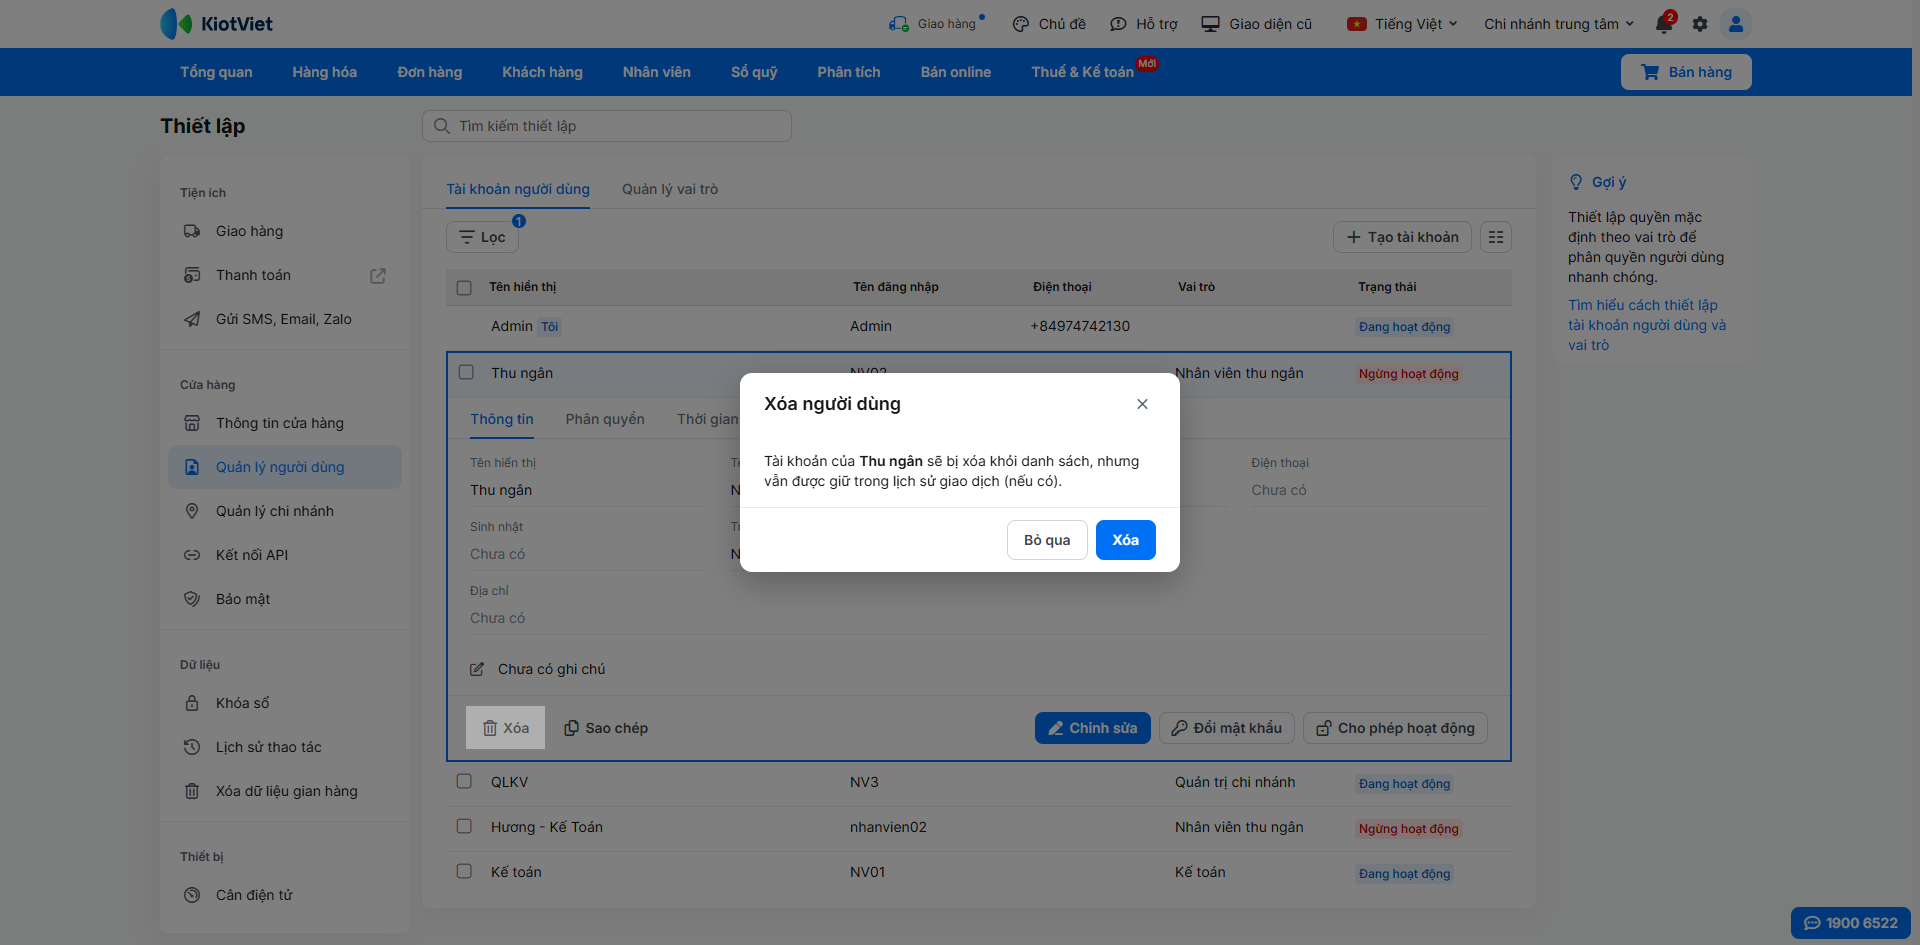 KiotViet
Giao hàng
Chủ đề
Hỗ trợ
Giao diện cũ
Tiếng Việt
Chi nhánh trung tâm
2
Tổng quan
Hàng hóa
Đơn hàng
Khách hàng
Nhân viên
Sổ quỹ
Phân tích
Bán online
Thuế & Kế toán
Mới
Bán hàng
Thiết lập
Tìm kiếm thiết lập
Tiện ích
Giao hàng
Thanh toán
Gửi SMS, Email, Zalo
Cửa hàng
Thông tin cửa hàng
Quản lý người dùng
Quản lý chi nhánh
Kết nối API
Bảo mật
Dữ liệu
Khóa sổ
Lịch sử thao tác
Xóa dữ liệu gian hàng
Thiết bị
Cân điện tử
Tài khoản người dùng
Quản lý vai trò
Lọc
1
Tạo tài khoản
Tên hiển thị
Tên đăng nhập
Điện thoại
Vai trò
Trạng thái
Admin Tôi
Admin
+84974742130
Đang hoạt động
Thu ngân
NV02
Nhân viên thu ngân
Ngừng hoạt động
Thông tin
Phân quyền
Thời gian
Tên hiển thị
Thu ngân
Điện thoại
Chưa có
Sinh nhật
Chưa có
Địa chỉ
Chưa có
Chưa có ghi chú
Xóa
Sao chép
Chỉnh sửa
Đổi mật khẩu
Cho phép hoạt động
QLKV
NV3
Quản trị chi nhánh
Đang hoạt động
Hương - Kế Toán
nhanvien02
Nhân viên thu ngân
Ngừng hoạt động
Kế toán
NV01
Kế toán
Đang hoạt động
Xóa người dùng
Tài khoản của Thu ngân sẽ bị xóa khỏi danh sách, nhưng
vẫn được giữ trong lịch sử giao dịch (nếu có).
Bỏ qua
Xóa
Gợi ý
Thiết lập quyền mặc
định theo vai trò để
phân quyền người dùng
nhanh chóng.
Tìm hiểu cách thiết lập
tài khoản người dùng và
vai trò
1900 6522